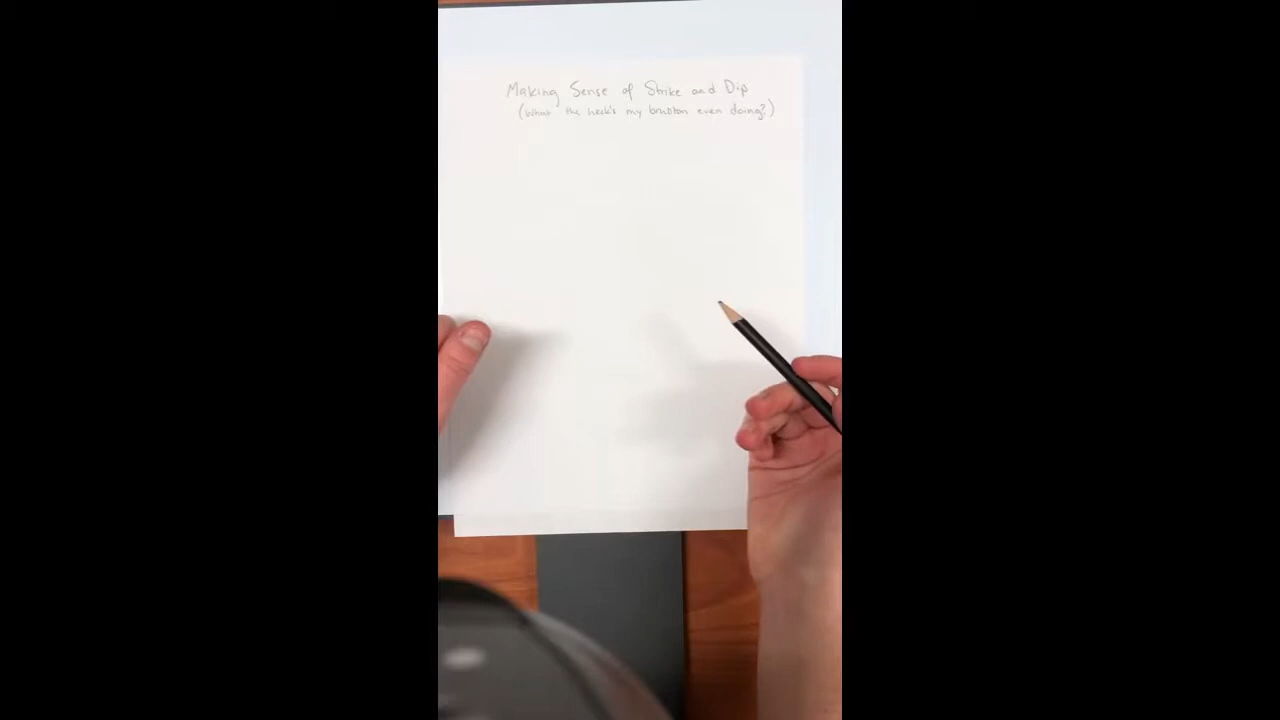 Making Sense of Strike and Dip
(What the heck's my brunton even doing?)